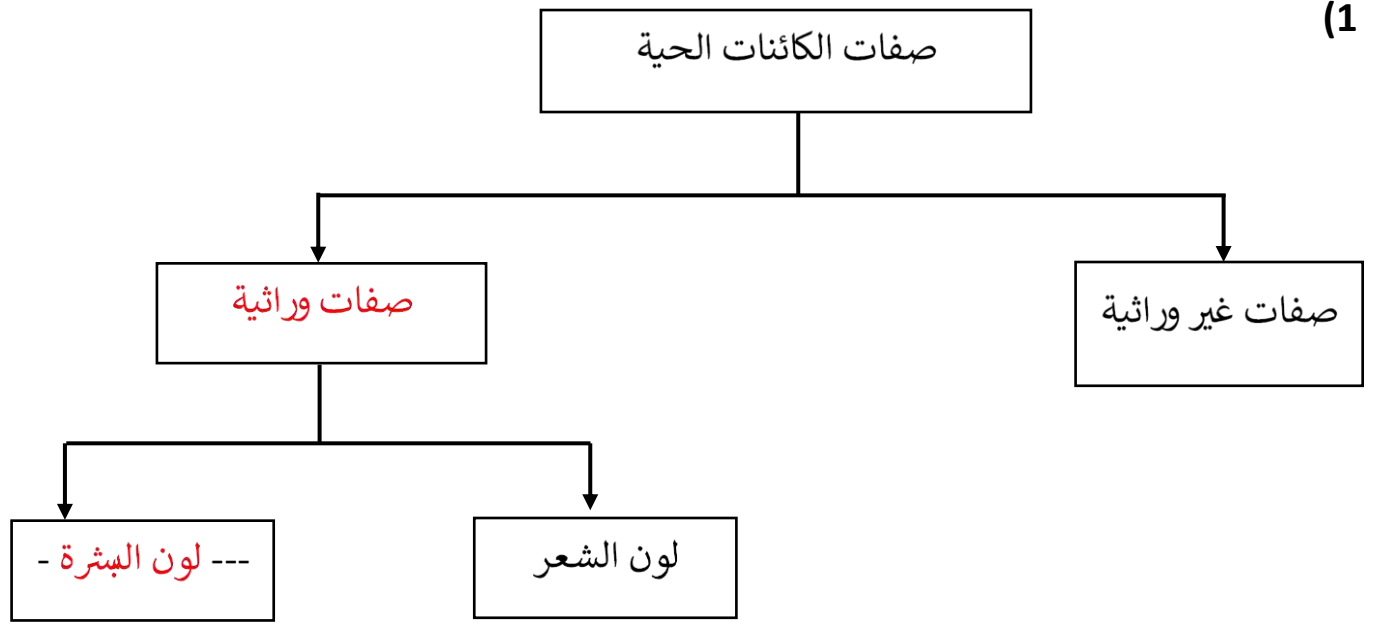 (1
صفات الكائنات الحية
صفات غير وراثية
صفات وراثية
لون الشعر
--- لون البشرة -